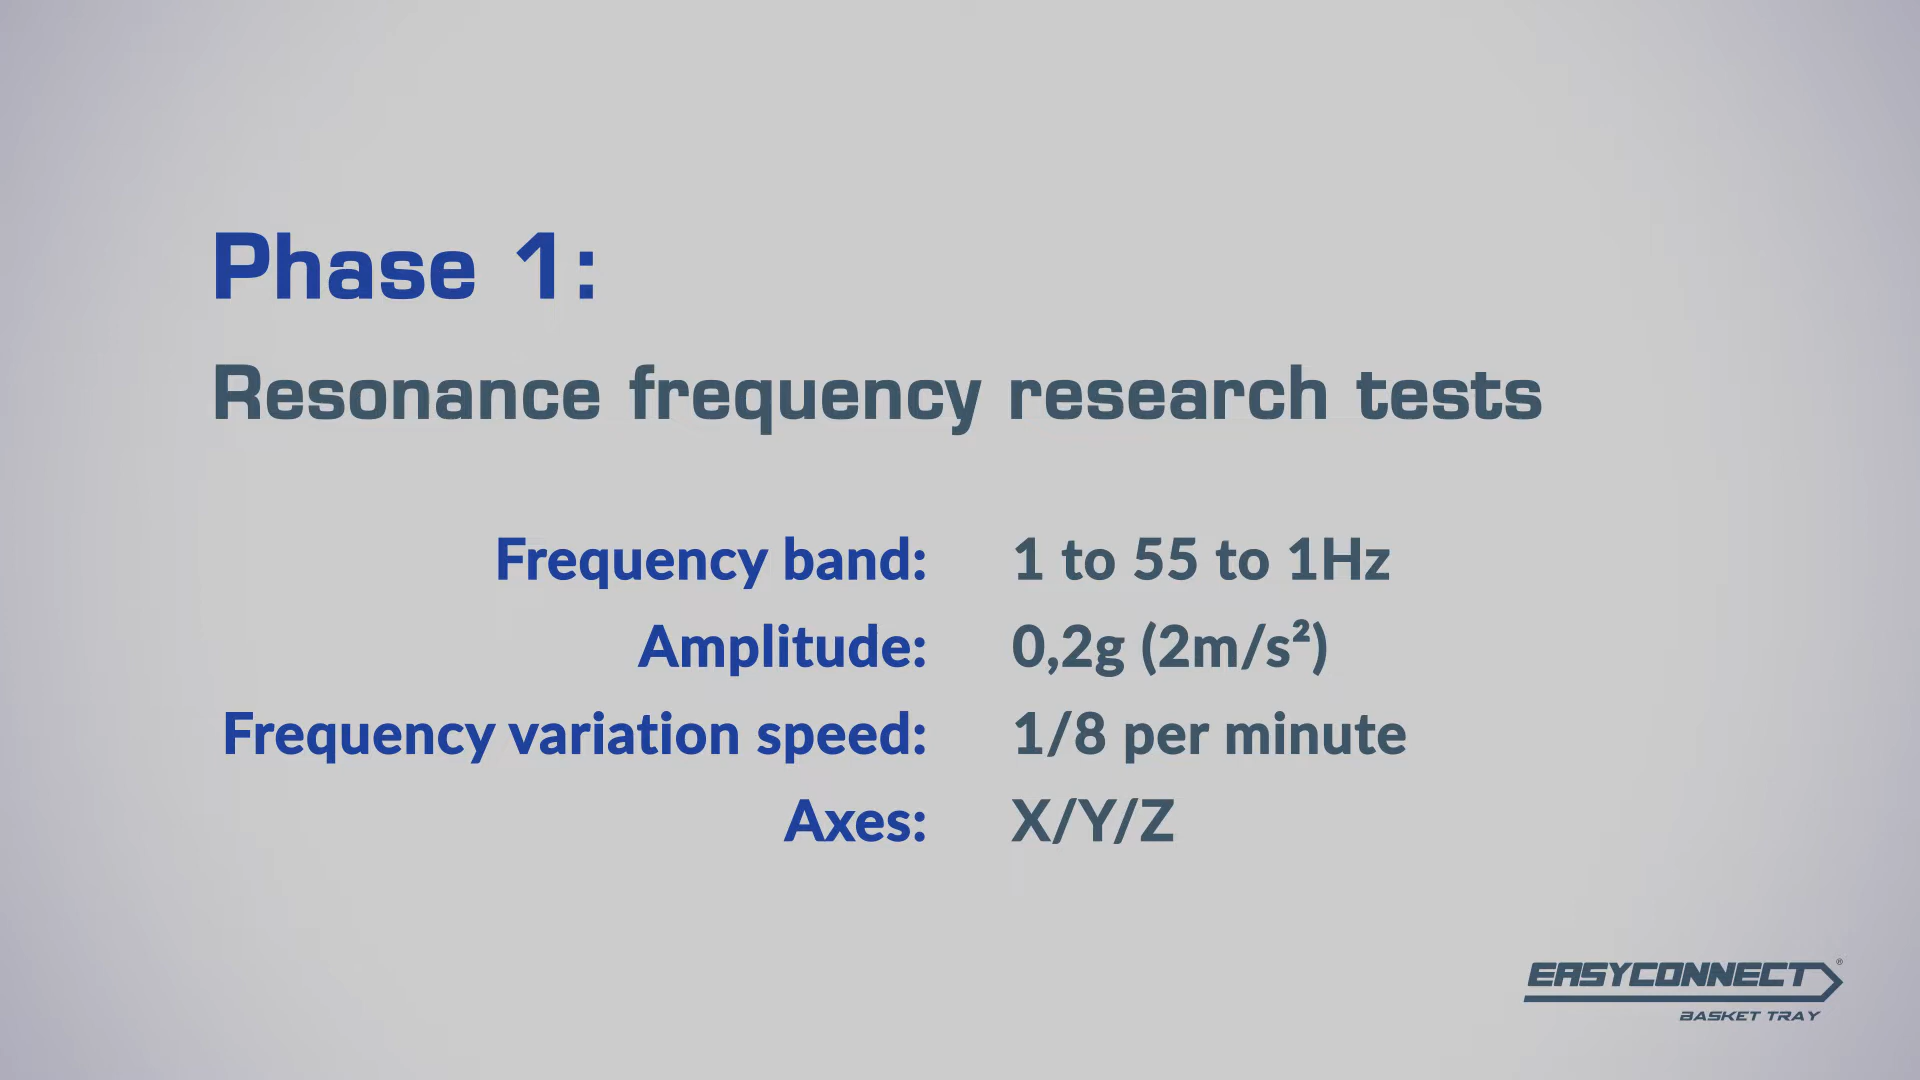 Phase 1:
Resonance frequency research tests
Frequency band: 1 to 55 to 1Hz
Amplitude: 0,2g (2m/s²)
Frequency variation speed: 1/8 per minute
Axes: X/Y/Z
EASYCONNECT®
BASKET TRAY